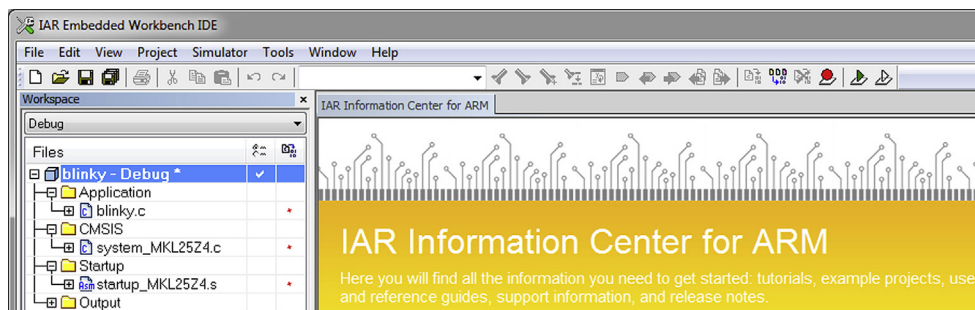 IAR Embedded Workbench IDE
File Edit View Project Simulator Tools Window Help
Workspace
IAR Information Center for ARM
Debug
Files
blinky - Debug *
Application
blinky.c
CMSIS
system_MKL25Z4.c
Startup
startup_MKL25Z4.s
Output
IAR Information Center for ARM
Here you will find all the information you need to get started: tutorials, example projects, use
and reference guides, support information, and release notes.